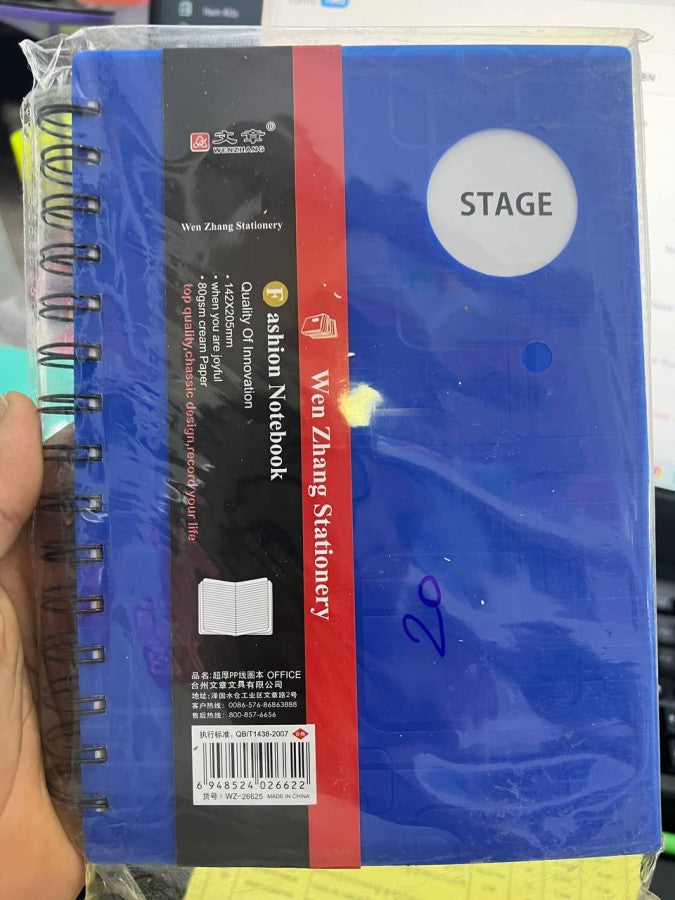 文章®
WENZHANG
Wen Zhang Stationery
Fashion Notebook
Quality Of Innovation
• 142X205mm
• when you are joyful
• 80gsm cream Paper
top quality,chassic design,record your life
Wen Zhang Stationery
STAGE
20
品名: 超厚PP线圈本 OFFICE
台州文章文具有限公司
地址: 泽国水仓工业区文章路2号
客户热线: 0086-576-86863888
售后热线: 800-857-6656
执行标准: QB/T1438-2007 合格
6 948524 026622
货号: WZ-26625 MADE IN CHINA